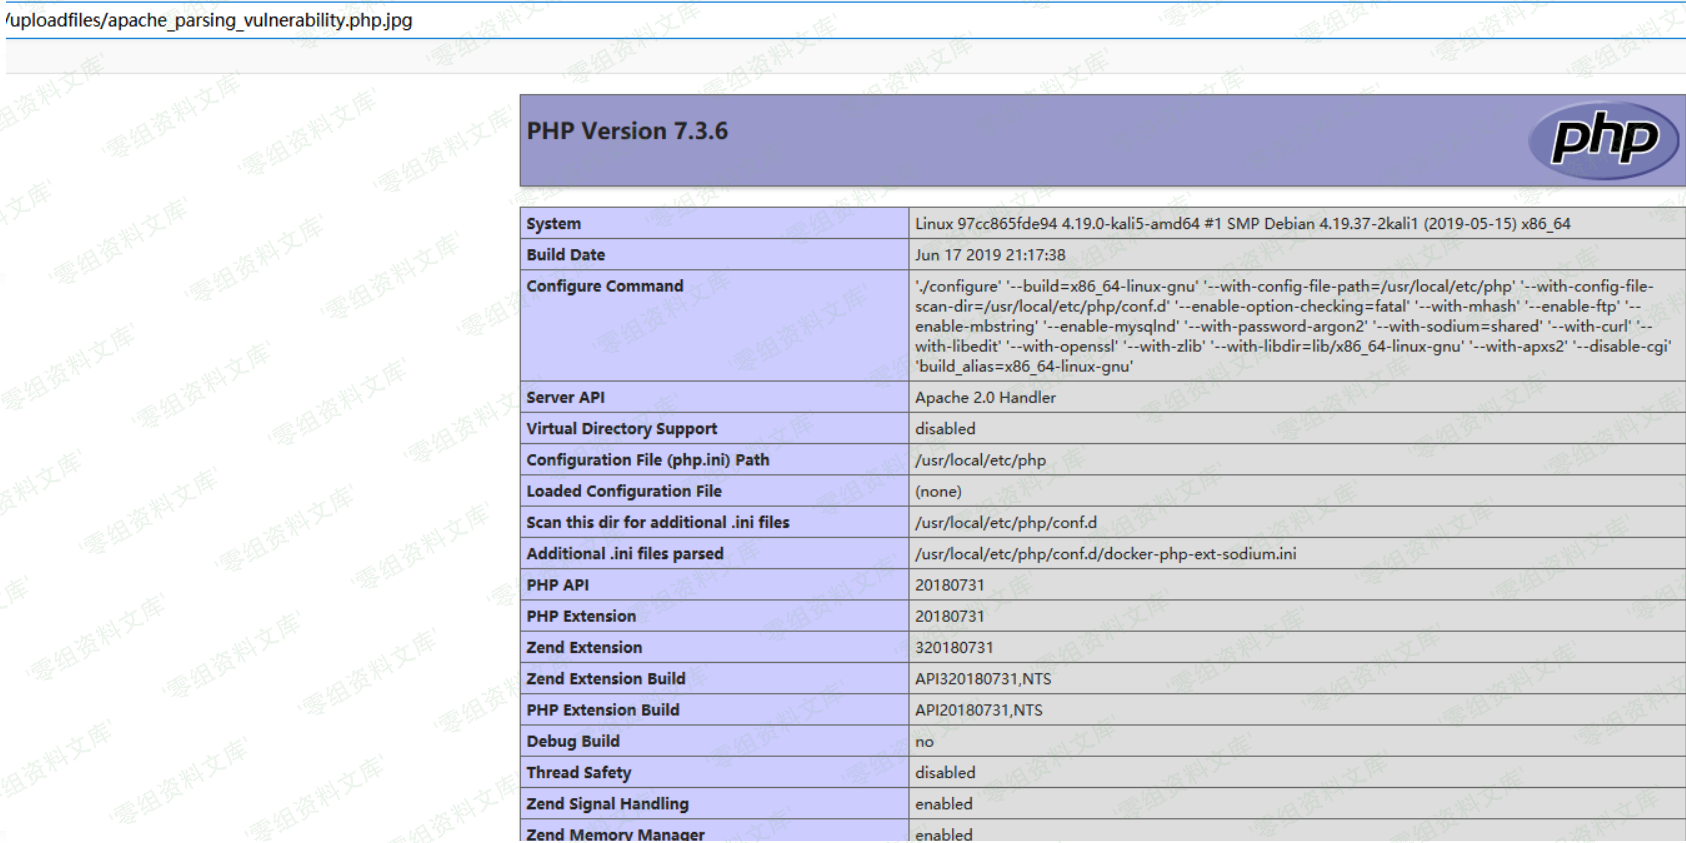 /uploadfiles/apache_parsing_vulnerability.php.jpg
PHP Version 7.3.6
php
System Linux 97cc865fde94 4.19.0-kali5-amd64 #1 SMP Debian 4.19.37-2kali1 (2019-05-15) x86_64
Build Date Jun 17 2019 21:17:38
Configure Command './configure' '--build=x86_64-linux-gnu' '--with-config-file-path=/usr/local/etc/php' '--with-config-file-
scan-dir=/usr/local/etc/php/conf.d' '--enable-option-checking=fatal' '--with-mhash' '--enable-ftp' '--
enable-mbstring' '--enable-mysqlnd' '--with-password-argon2' '--with-sodium=shared' '--with-curl' '--
with-libedit' '--with-openssl' '--with-zlib' '--with-libdir=lib/x86_64-linux-gnu' '--with-apxs2' '--disable-cgi'
'build_alias=x86_64-linux-gnu'
Server API Apache 2.0 Handler
Virtual Directory Support disabled
Configuration File (php.ini) Path /usr/local/etc/php
Loaded Configuration File (none)
Scan this dir for additional .ini files /usr/local/etc/php/conf.d
Additional .ini files parsed /usr/local/etc/php/conf.d/docker-php-ext-sodium.ini
PHP API 20180731
PHP Extension 20180731
Zend Extension 320180731
Zend Extension Build API320180731,NTS
PHP Extension Build API20180731,NTS
Debug Build no
Thread Safety disabled
Zend Signal Handling enabled
Zend Memory Manager enabled
'零组资料文库'